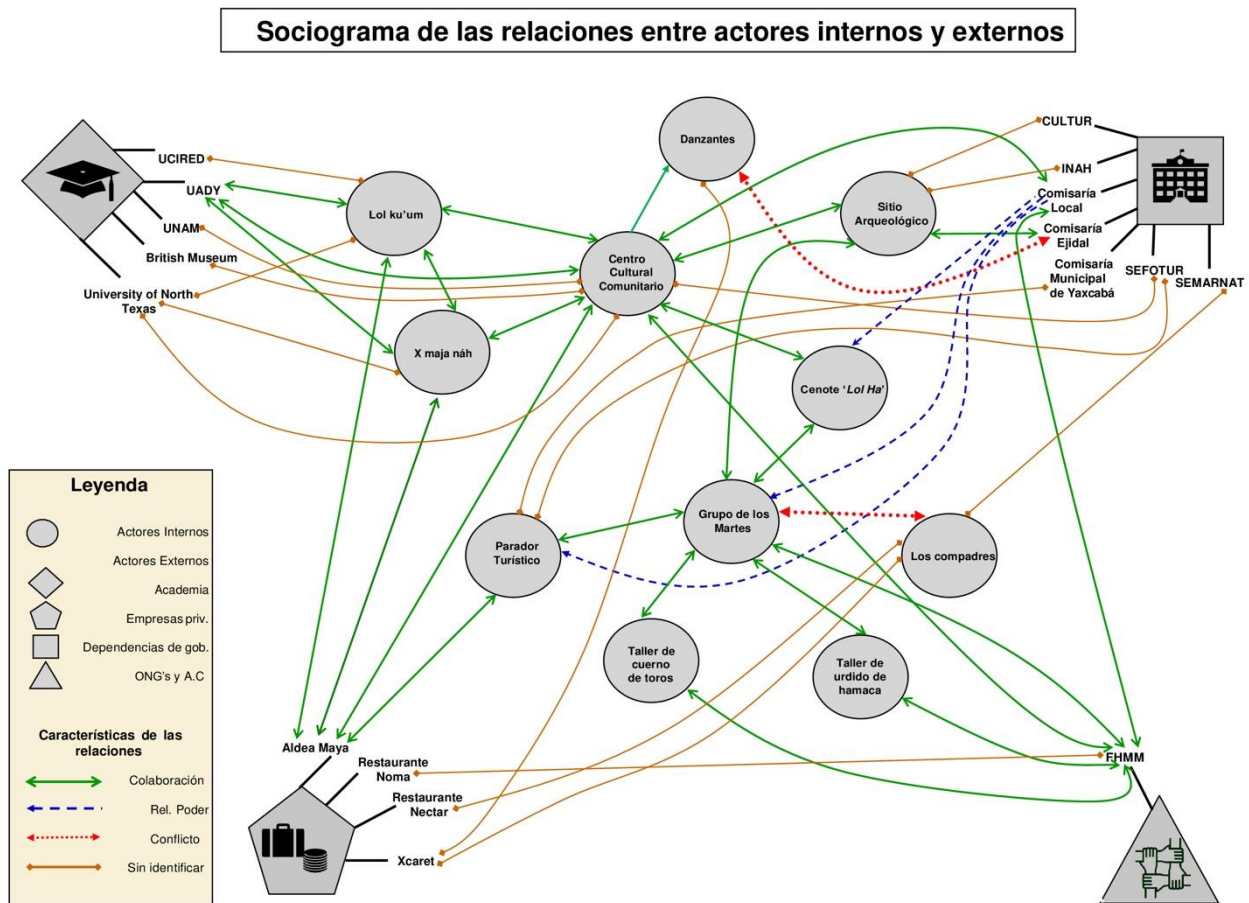 Sociograma de las relaciones entre actores internos y externos
UCIRED
UADY
UNAM
British Museum
University of North
Texas
Lol ku'um
X maja náh
Danzantes
Centro
Cultural
Comunitario
Sitio
Arqueológico
Cenote 'Lol Ha'
CULTUR
INAH
Comisaría
Local
Comisaría
Ejidal
Comisaría
Municipal
de Yaxcabá
SEFOTUR
SEMARNAT
Grupo de los
Martes
Parador
Turístico
Los compadres
Taller de
cuerno
de toros
Taller de
urdido de
hamaca
Leyenda
Actores Internos
Actores Externos
Academia
Empresas priv.
Dependencias de gob.
ONG's y A.C
Características de las
relaciones
Colaboración
Rel. Poder
Conflicto
Sin identificar
Aldea Maya
Restaurante
Noma
Restaurante
Nectar
Xcaret
FHMM